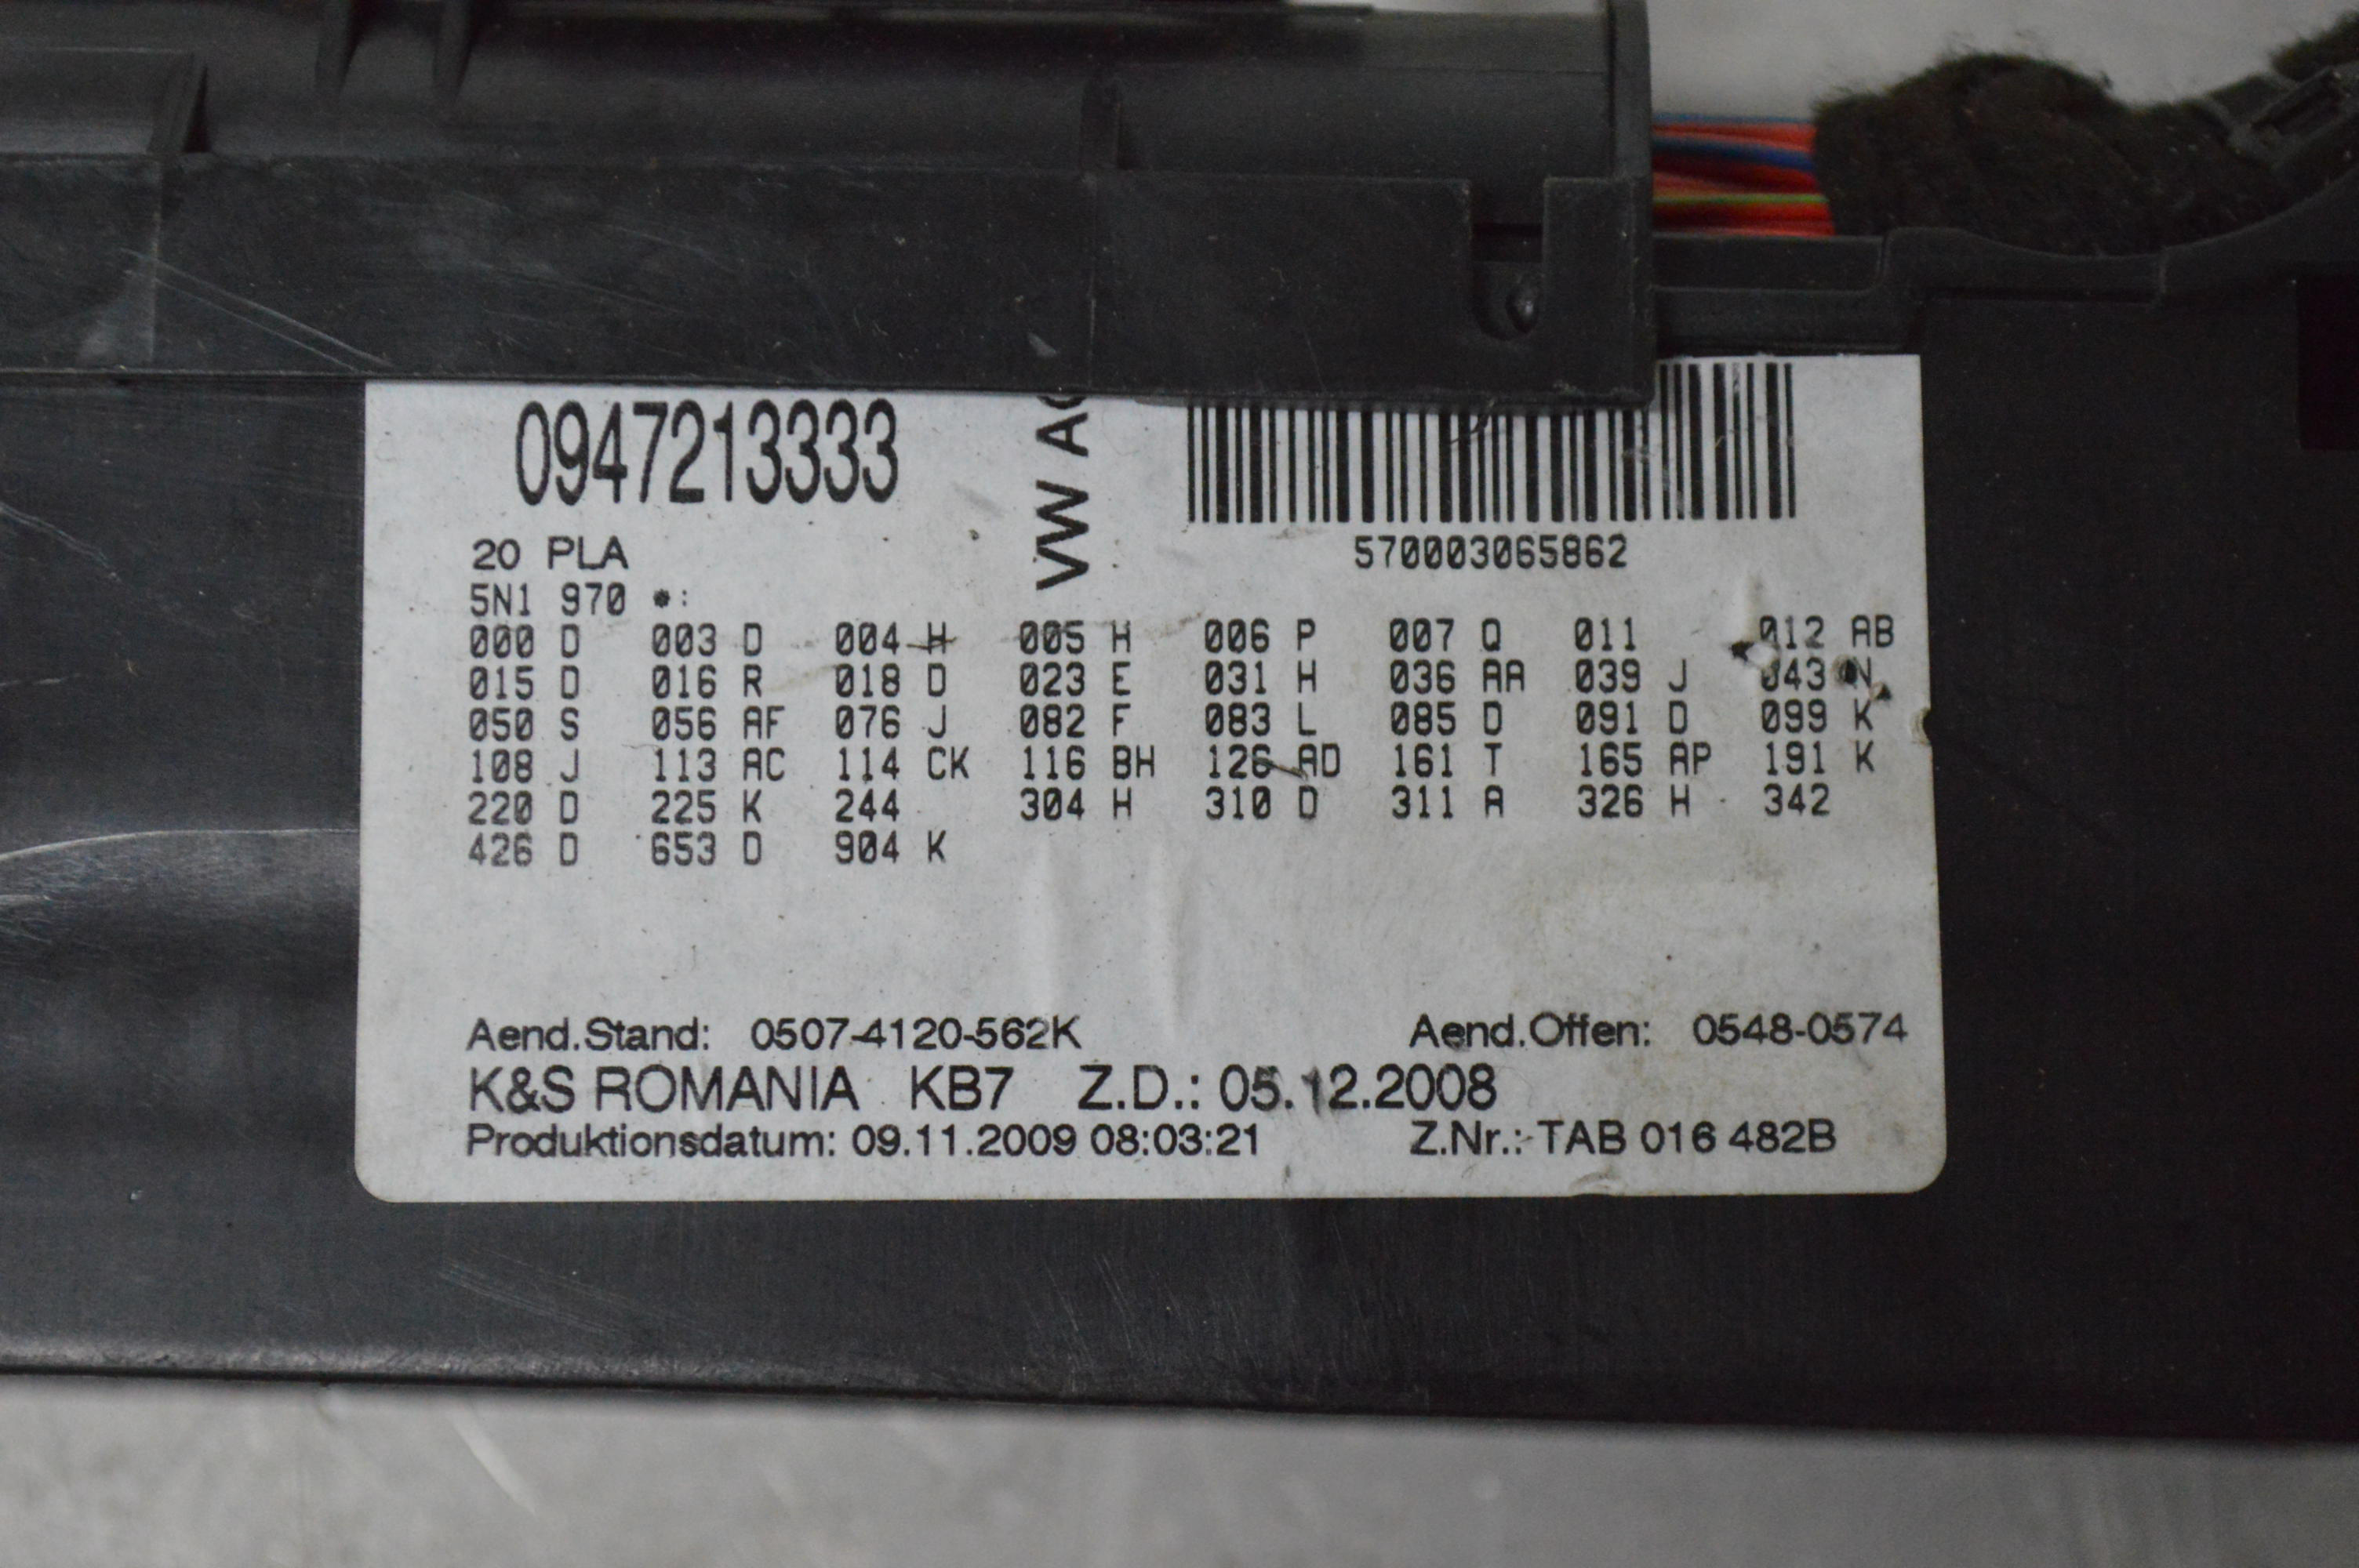 0947213333
VW AG
570003065862
20 PLA
5N1 970 *:
000 D 003 D 004 H 005 H 006 P 007 Q 011 012 AB
015 D 016 R 018 D 023 E 031 H 036 AA 039 J 043 N
050 S 056 AF 076 J 082 F 083 L 085 D 091 D 099 K
108 J 113 AC 114 CK 116 BH 126 AD 161 T 165 AP 191 K
220 D 225 K 244 304 H 310 D 311 A 326 H 342
426 D 653 D 904 K
Aend.Stand: 0507-4120-562K Aend.Offen: 0548-0574
K&S ROMANIA KB7 Z.D.: 05.12.2008
Produktionsdatum: 09.11.2009 08:03:21 Z.Nr.: TAB 016 482B